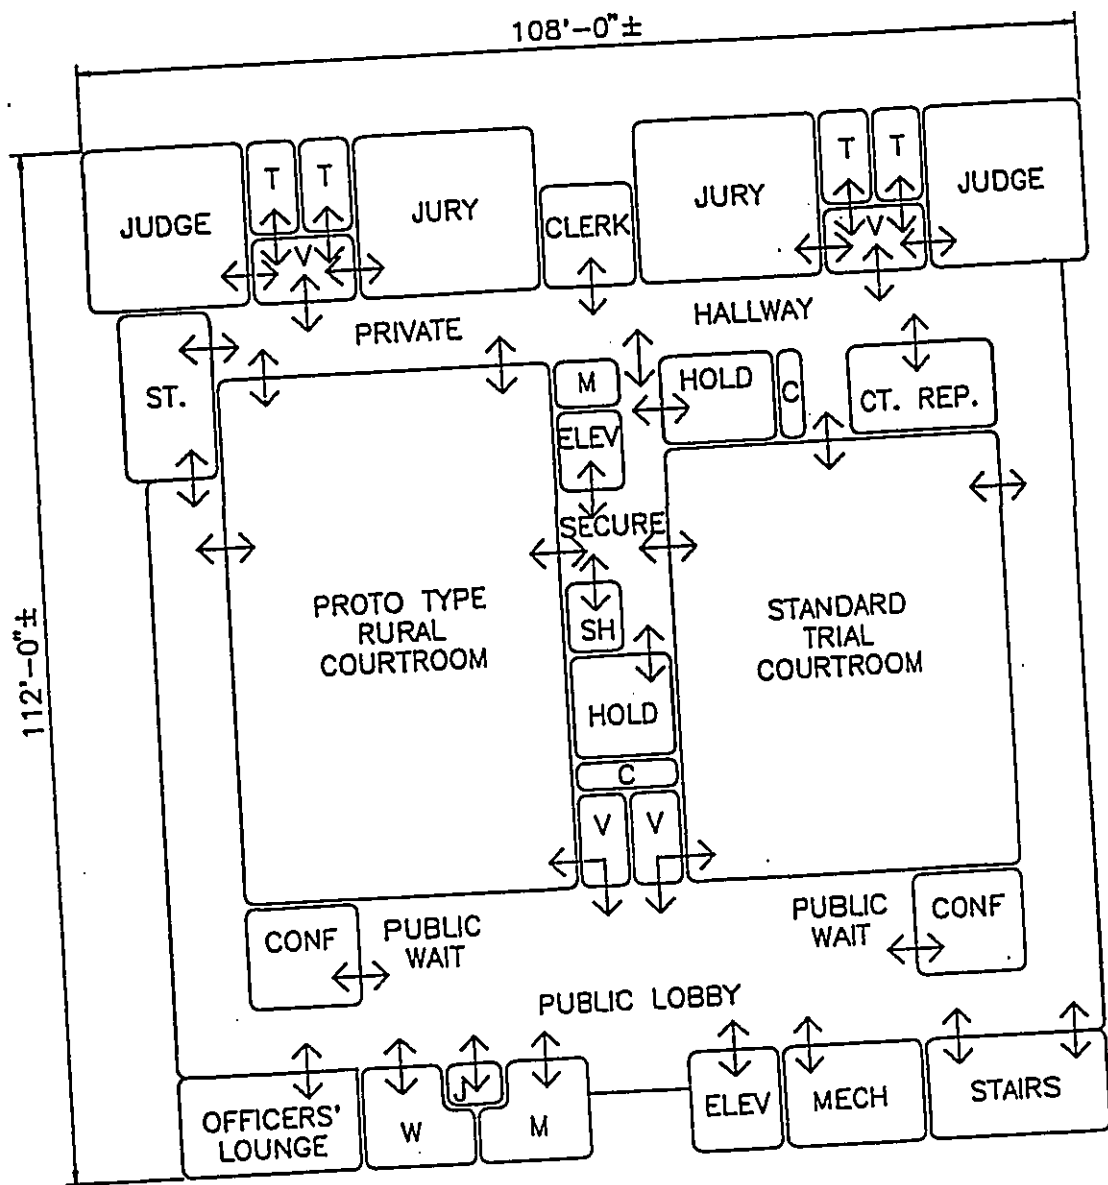 108'-0"±
T
T
T
T
JUDGE
JURY
CLERK
JURY
JUDGE
V
V
PRIVATE
HALLWAY
ST.
M
HOLD
C
CT. REP.
ELEV
SECURE
112'-0"±
PROTO TYPE
RURAL
COURTROOM
SH
STANDARD
TRIAL
COURTROOM
HOLD
C
V
V
CONF
PUBLIC
WAIT
PUBLIC
WAIT
CONF
PUBLIC LOBBY
OFFICERS'
LOUNGE
W
J
M
ELEV
MECH
STAIRS